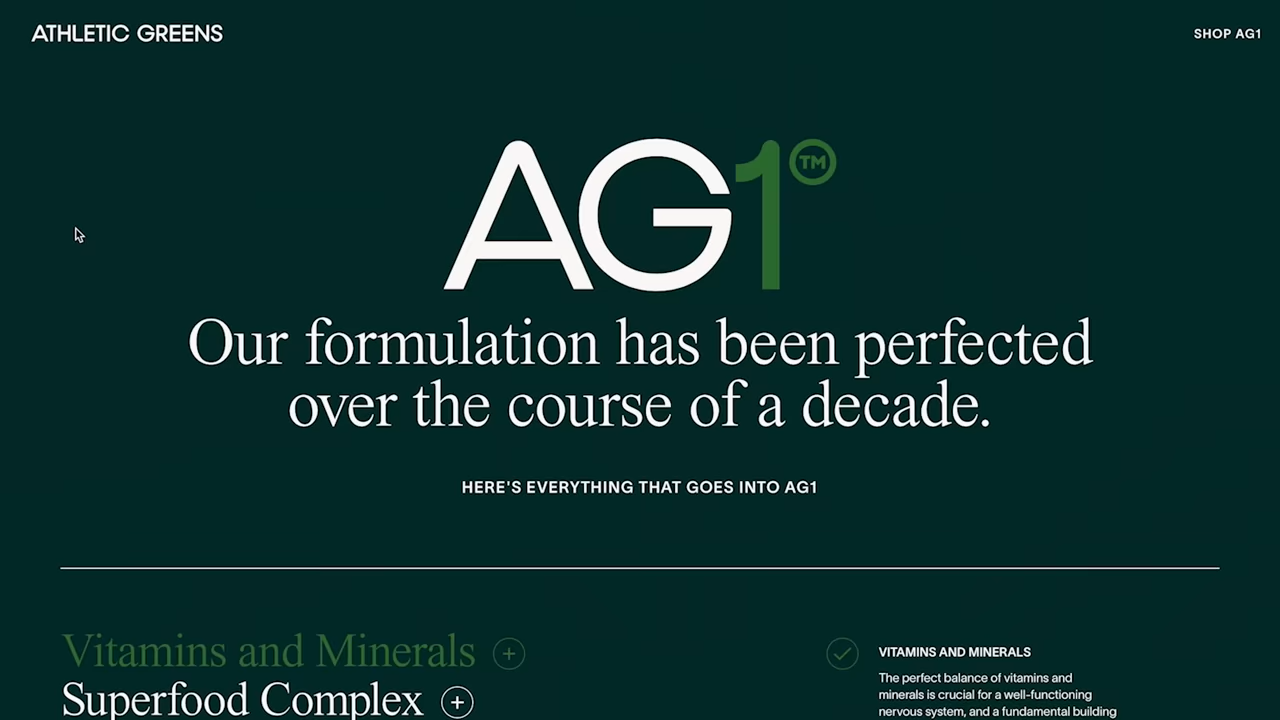 ATHLETIC GREENS
SHOP AG1
AG1™
Our formulation has been perfected
over the course of a decade.
HERE'S EVERYTHING THAT GOES INTO AG1
Vitamins and Minerals
Superfood Complex
VITAMINS AND MINERALS
The perfect balance of vitamins and
minerals is crucial for a well-functioning
nervous system, and a fundamental building